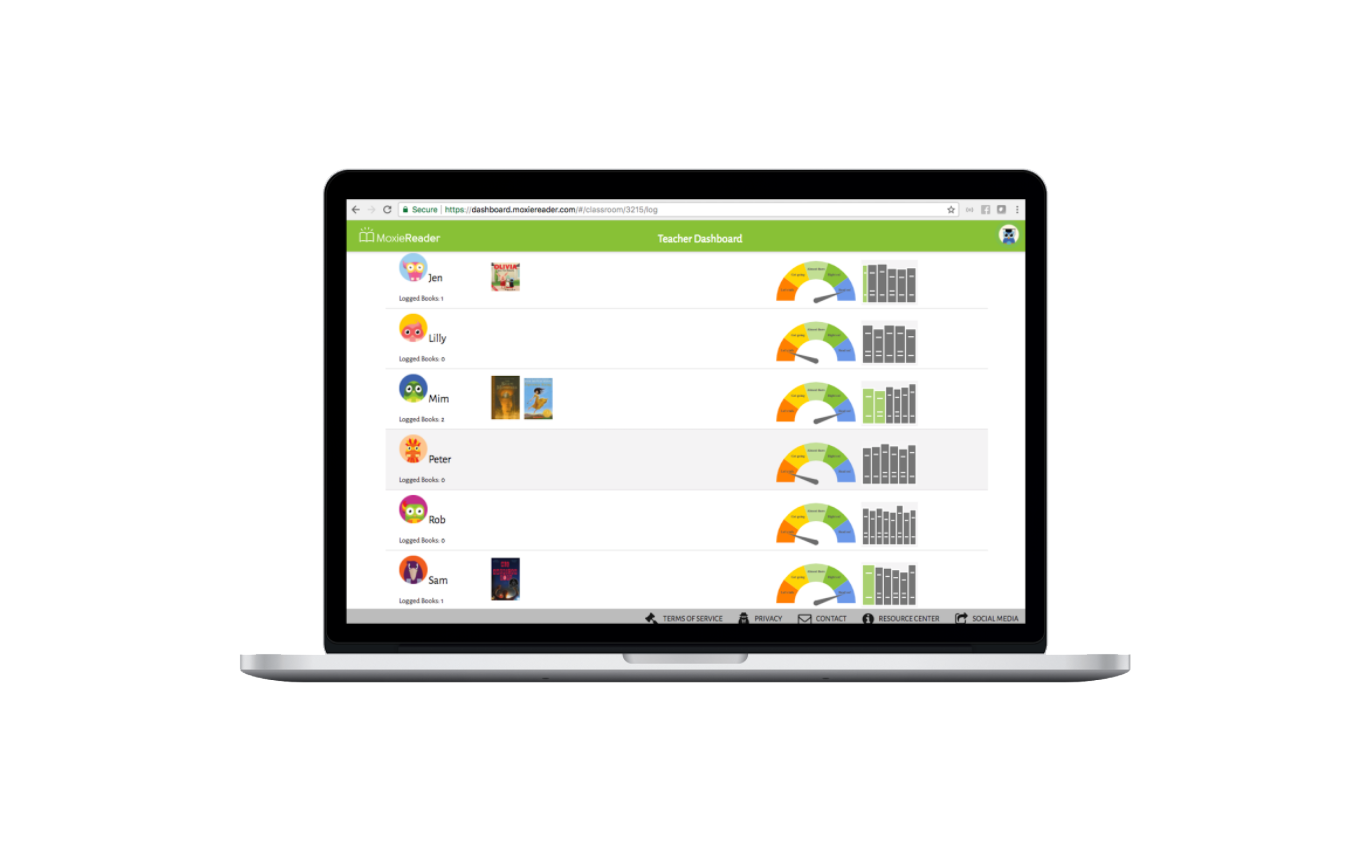 Secure | https://dashboard.moxiereader.com/#/classroom/3215/log
MoxieReader
Teacher Dashboard
Jen
OLIVIA
Logged Books: 1
Lilly
Logged Books: 0
Mim
Logged Books: 2
Peter
Logged Books: 0
Rob
Logged Books: 0
Sam
Logged Books: 1
TERMS OF SERVICE PRIVACY CONTACT RESOURCE CENTER SOCIAL MEDIA